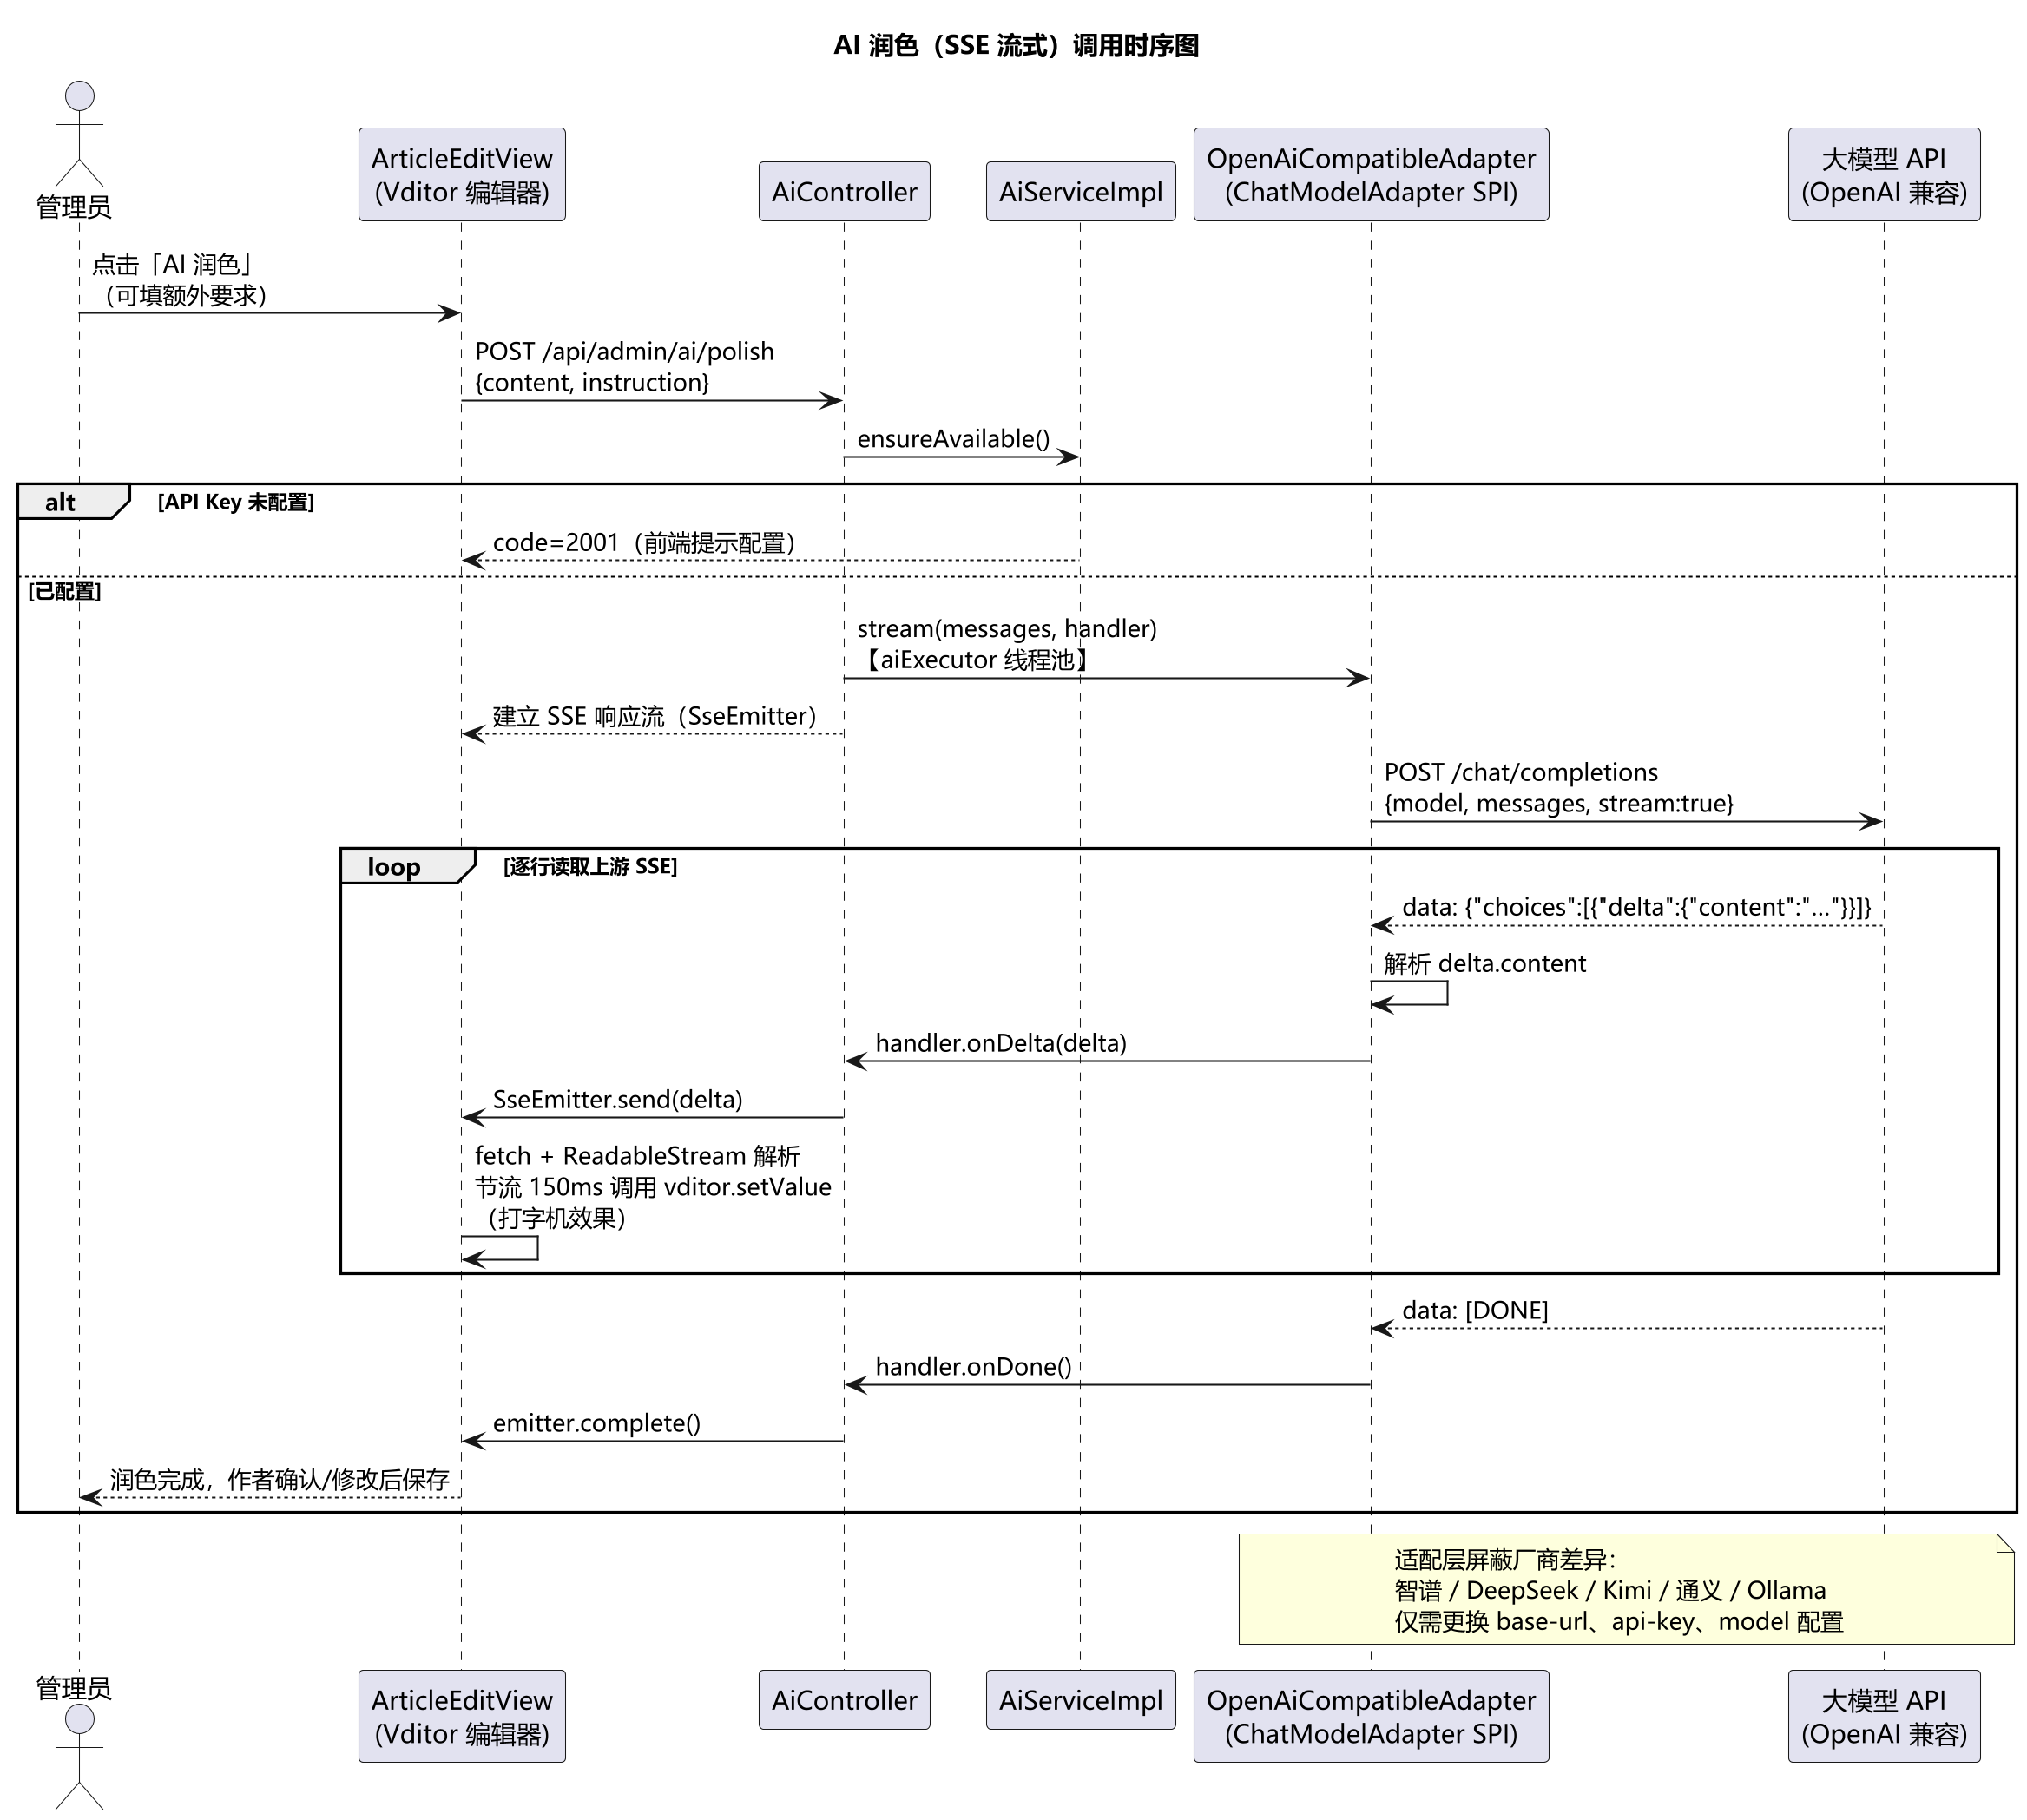 AI 润色（SSE 流式）调用时序图
管理员
ArticleEditView
(Vditor 编辑器)
AiController
AiServiceImpl
OpenAiCompatibleAdapter
(ChatModelAdapter SPI)
大模型 API
(OpenAI 兼容)
点击「AI 润色」
（可填额外要求）
POST /api/admin/ai/polish
{content, instruction}
ensureAvailable()
alt
[API Key 未配置]
code=2001（前端提示配置）
[已配置]
stream(messages, handler)
【aiExecutor 线程池】
建立 SSE 响应流（SseEmitter）
POST /chat/completions
{model, messages, stream:true}
loop
[逐行读取上游 SSE]
data: {"choices":[{"delta":{"content":"..."}}]}
解析 delta.content
handler.onDelta(delta)
SseEmitter.send(delta)
fetch + ReadableStream 解析
节流 150ms 调用 vditor.setValue
（打字机效果）
data: [DONE]
handler.onDone()
emitter.complete()
润色完成，作者确认/修改后保存
适配层屏蔽厂商差异：
智谱 / DeepSeek / Kimi / 通义 / Ollama
仅需更换 base-url、api-key、model 配置
管理员
ArticleEditView
(Vditor 编辑器)
AiController
AiServiceImpl
OpenAiCompatibleAdapter
(ChatModelAdapter SPI)
大模型 API
(OpenAI 兼容)